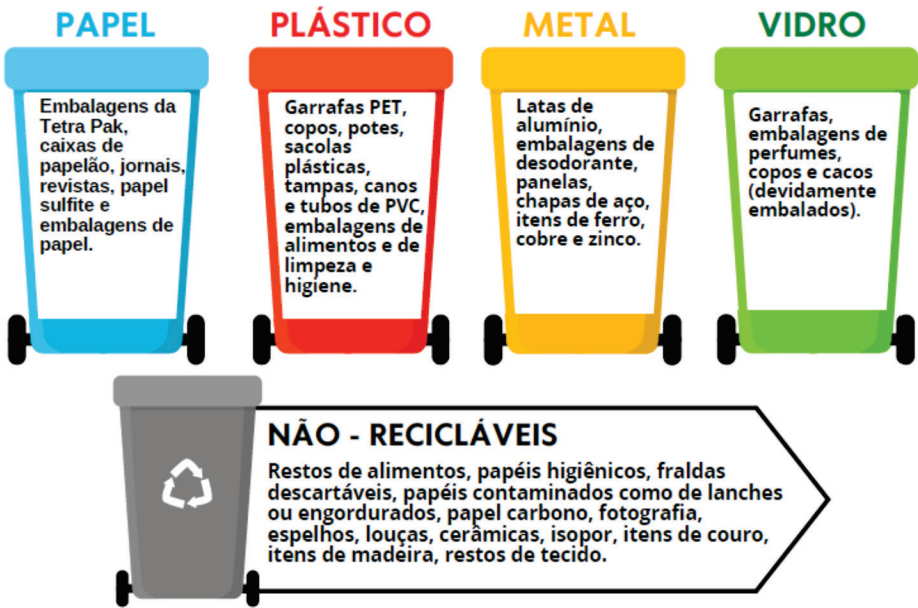 PAPEL
Embalagens da
Tetra Pak,
caixas de
papelão, jornais,
revistas, papel
sulfite e
embalagens de
papel.
PLÁSTICO
Garrafas PET,
copos, potes,
sacolas
plásticas,
tampas, canos
e tubos de PVC,
embalagens de
alimentos e de
limpeza e
higiene.
METAL
Latas de
alumínio,
embalagens de
desodorante,
panelas,
chapas de aço,
itens de ferro,
cobre e zinco.
VIDRO
Garrafas,
embalagens de
perfumes,
copos e cacos
(devidamente
embalados).
NÃO - RECICLÁVEIS
Restos de alimentos, papéis higiênicos, fraldas
descartáveis, papéis contaminados como de lanches
ou engordurados, papel carbono, fotografia,
espelhos, louças, cerâmicas, isopor, itens de couro,
itens de madeira, restos de tecido.